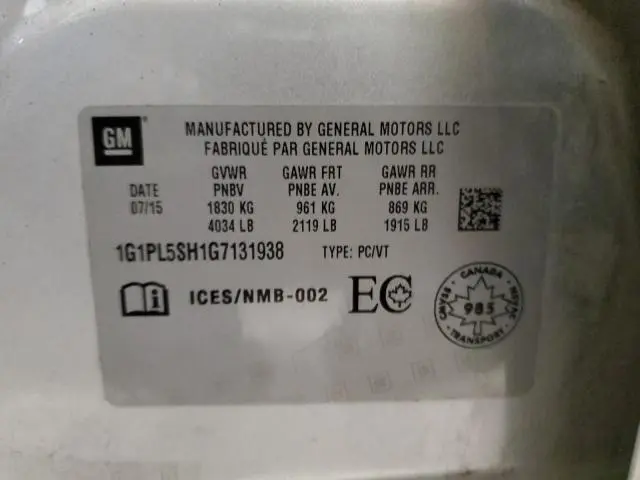 GM
MANUFACTURED BY GENERAL MOTORS LLC
FABRIQUÉ PAR GENERAL MOTORS LLC
DATE 07/15
GVWR PNBV 1830 KG 4034 LB
GAWR FRT PNBE AV. 961 KG 2119 LB
GAWR RR PNBE ARR. 869 KG 1915 LB
1G1PL5SH1G7131938 TYPE: PC/VT
i ICES/NMB-002 EC
CANADA
CMVSS 985 NSVAC
TRANSPORT